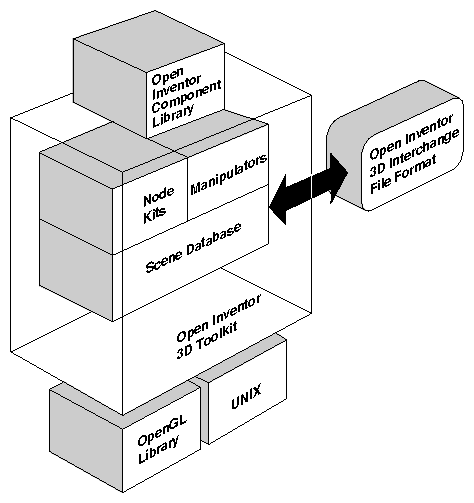 Open
Inventor
Component
Library
Node
Kits
Manipulators
Scene Database
Open Inventor
3D Interchange
File Format
Open Inventor
3D Toolkit
OpenGL
Library
UNIX